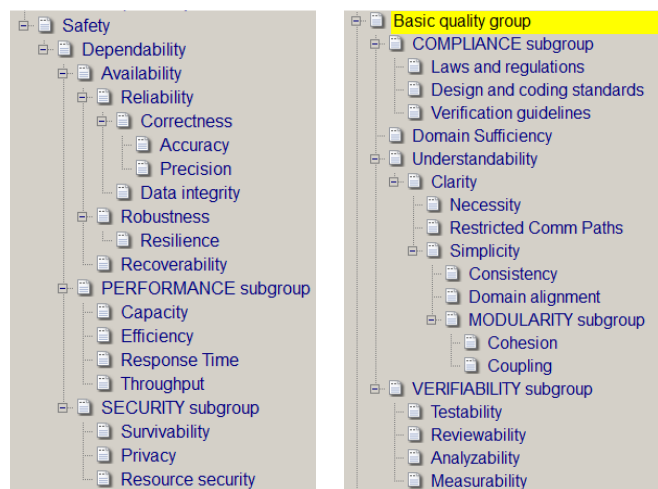 Safety
Dependability
Availability
Reliability
Correctness
Accuracy
Precision
Data integrity
Robustness
Resilience
Recoverability
PERFORMANCE subgroup
Capacity
Efficiency
Response Time
Throughput
SECURITY subgroup
Survivability
Privacy
Resource security
Basic quality group
COMPLIANCE subgroup
Laws and regulations
Design and coding standards
Verification guidelines
Domain Sufficiency
Understandability
Clarity
Necessity
Restricted Comm Paths
Simplicity
Consistency
Domain alignment
MODULARITY subgroup
Cohesion
Coupling
VERIFIABILITY subgroup
Testability
Reviewability
Analyzability
Measurability